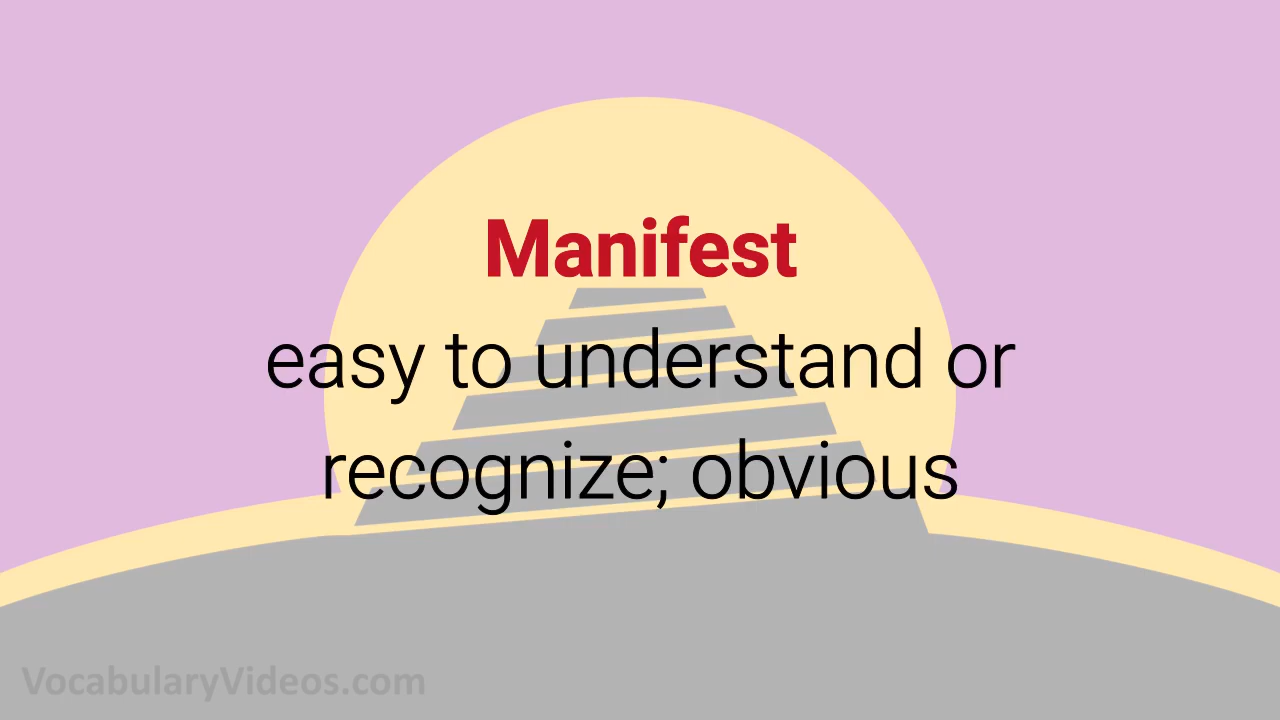 Manifest
easy to understand or
recognize; obvious
VocabularyVideos.com